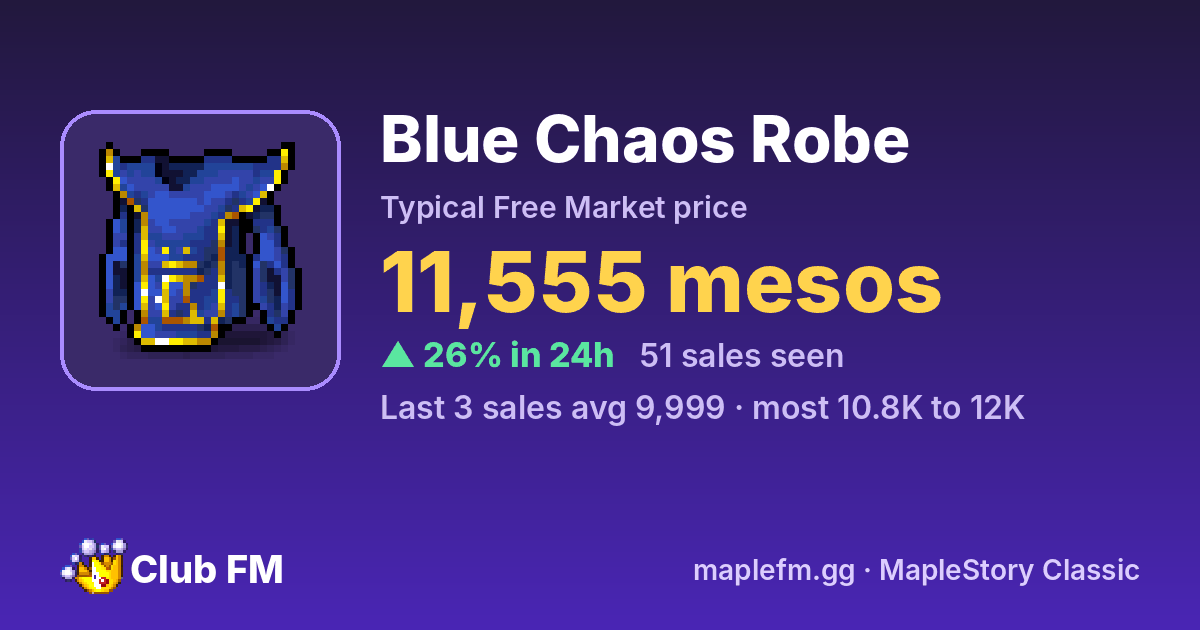 Blue Chaos Robe
Typical Free Market price
11,555 mesos
▲ 26% in 24h 51 sales seen
Last 3 sales avg 9,999 · most 10.8K to 12K
Club FM
maplefm.gg · MapleStory Classic